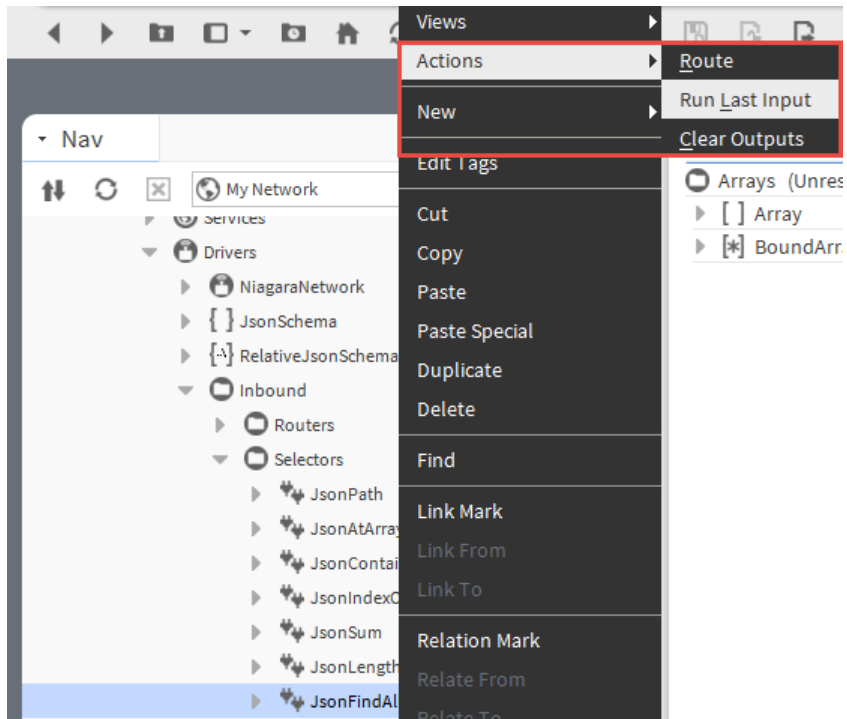 Views
Actions
New
Edit Tags
Cut
Copy
Paste
Paste Special
Duplicate
Delete
Find
Link Mark
Link From
Link To
Relation Mark
Relate From
Relate To
Route
Run Last Input
Clear Outputs
Nav
My Network
Services
Drivers
NiagaraNetwork
{ } JsonSchema
RelativeJsonSchema
Inbound
Routers
Selectors
JsonPath
JsonAtArray
JsonContai
JsonIndexO
JsonSum
JsonLength
JsonFindAl
Arrays (Unres
[ ] Array
[*] BoundArr